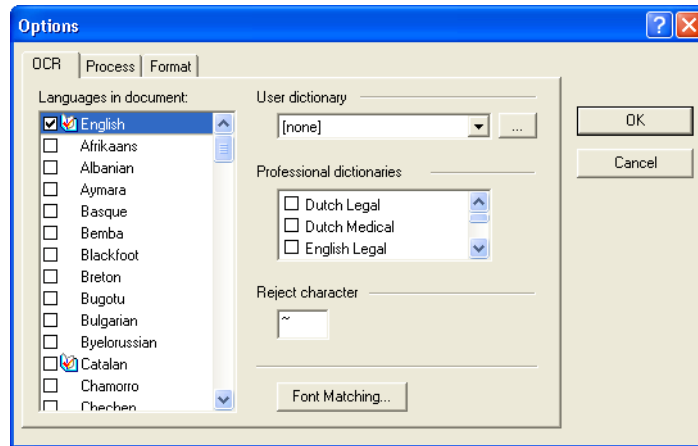 Options
OCR Process Format
Languages in document:
English
Afrikaans
Albanian
Aymara
Basque
Bemba
Blackfoot
Breton
Bugotu
Bulgarian
Byelorussian
Catalan
Chamorro
Chechen
User dictionary
[none]
...
Professional dictionaries
Dutch Legal
Dutch Medical
English Legal
Reject character
~
Font Matching...
OK
Cancel